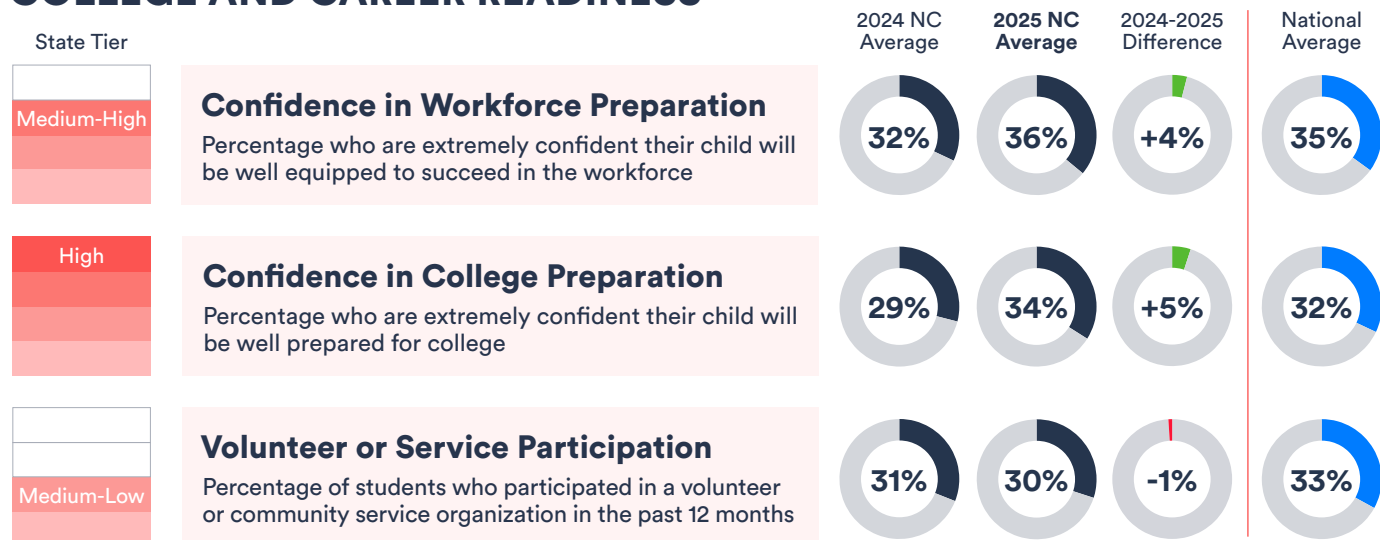 COLLEGE AND CAREER READINESS
State Tier
2024 NC
Average
2025 NC
Average
2024-2025
Difference
National
Average
Medium-High
Confidence in Workforce Preparation
Percentage who are extremely confident their child will
be well equipped to succeed in the workforce
32%
36%
+4%
35%
High
Confidence in College Preparation
Percentage who are extremely confident their child will
be well prepared for college
29%
34%
+5%
32%
Medium-Low
Volunteer or Service Participation
Percentage of students who participated in a volunteer
or community service organization in the past 12 months
31%
30%
-1%
33%